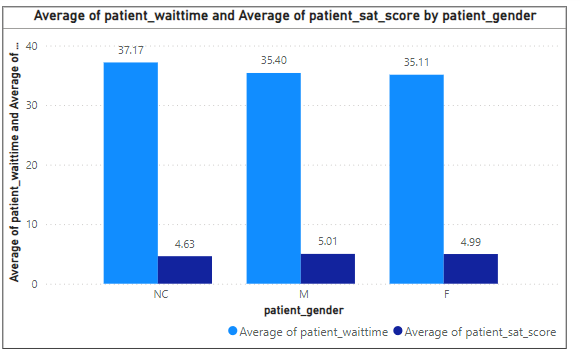 Average of patient_waittime and Average of patient_sat_score by patient_gender
Average of patient_waittime and Average of ...
40
30
20
10
0
37.17
4.63
35.40
5.01
35.11
4.99
NC
M
F
patient_gender
Average of patient_waittime
Average of patient_sat_score